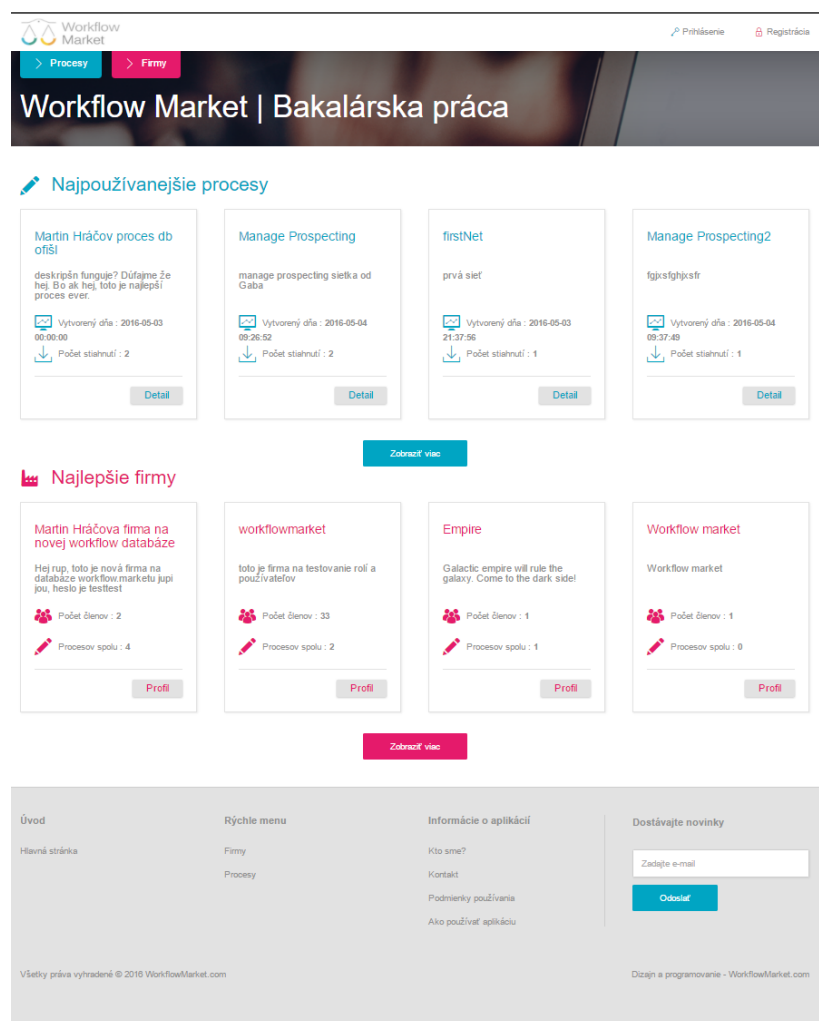 Workflow
Market
Prihlásenie
Registrácia
Procesy
Firmy
Workflow Market | Bakalárska práca
Najpoužívanejšie procesy
Martin Hráčov proces db
ofišl
deskripšn funguje? Dúfajme že
hej. Bo ak hej, toto je najlepší
proces ever.
Vytvorený dňa : 2016-05-03
00:00:00
Počet stiahnutí : 2
Detail
Manage Prospecting
manage prospecting sietka od
Gaba
Vytvorený dňa : 2016-05-04
09:26:52
Počet stiahnutí : 2
Detail
firstNet
prvá sieť
Vytvorený dňa : 2016-05-03
21:37:56
Počet stiahnutí : 1
Detail
Manage Prospecting2
fgjxsfghjxsfr
Vytvorený dňa : 2016-05-04
09:37:49
Počet stiahnutí : 1
Detail
Zobraziť viac
Najlepšie firmy
Martin Hráčova firma na
novej workflow databáze
Hej rup, toto je nová firma na
databáze workflow.marketu jupi
jou, heslo je testtest
Počet členov : 2
Procesov spolu : 4
Profil
workflowmarket
toto je firma na testovanie rolí a
používateľov
Počet členov : 33
Procesov spolu : 2
Profil
Empire
Galactic empire will rule the
galaxy. Come to the dark side!
Počet členov : 1
Procesov spolu : 1
Profil
Workflow market
Workflow market
Počet členov : 1
Procesov spolu : 0
Profil
Zobraziť viac
Úvod
Hlavná stránka
Rýchle menu
Firmy
Procesy
Informácie o aplikácií
Kto sme?
Kontakt
Podmienky používania
Ako používať aplikáciu
Dostávajte novinky
Zadajte e-mail
Odoslať
Všetky práva vyhradené © 2016 WorkflowMarket.com
Dizajn a programovanie - WorkflowMarket.com